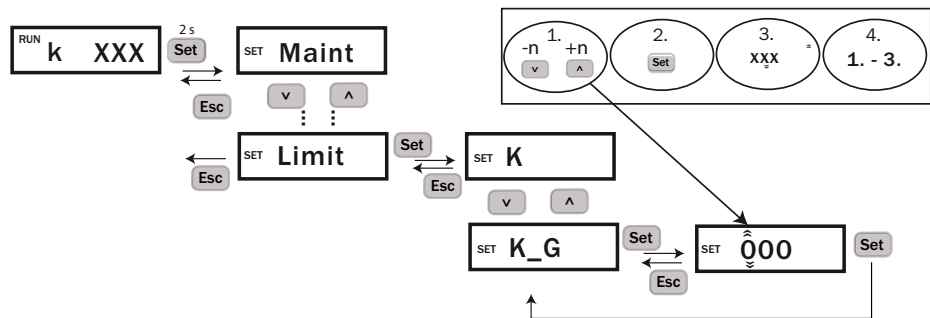 RUN k XXX
2 s
Set
Esc
SET Maint
v ʌ
SET Limit
Esc
Set
Esc
SET K
v ʌ
SET K_G
Set
Esc
SET 000
Set
1.
-n +n
v ʌ
2.
Set
3.
xxx
4.
1. - 3.